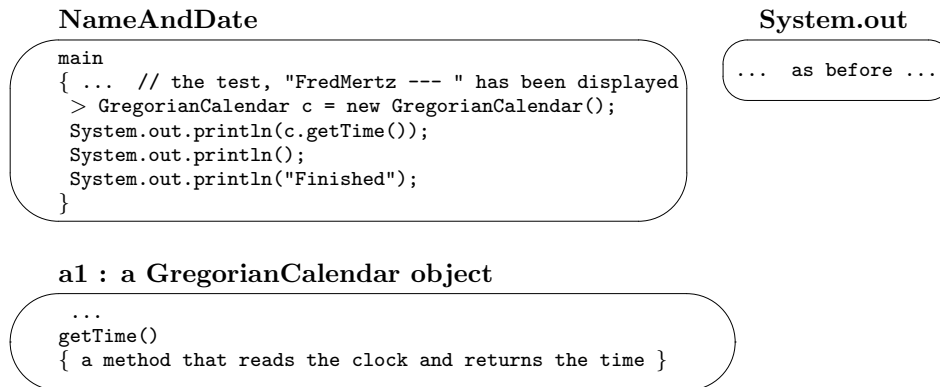 NameAndDate
main
{ ... // the test, "FredMertz --- " has been displayed
> GregorianCalendar c = new GregorianCalendar();
System.out.println(c.getTime());
System.out.println();
System.out.println("Finished");
}
System.out
... as before ...
a1 : a GregorianCalendar object
...
getTime()
{ a method that reads the clock and returns the time }